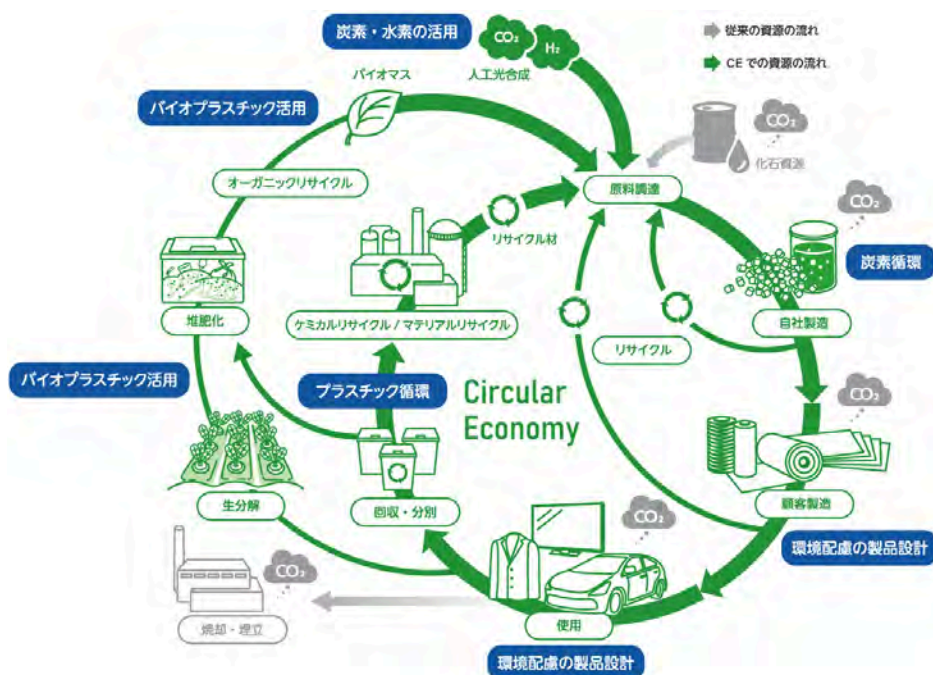 炭素・水素の活用
CO₂
H₂
従来の資源の流れ
CEでの資源の流れ
バイオマス
人工光合成
バイオプラスチック活用
CO₂
化石資源
オーガニックリサイクル
原料調達
リサイクル材
CO₂
炭素循環
堆肥化
ケミカルリサイクル / マテリアルリサイクル
自社製造
リサイクル
バイオプラスチック活用
プラスチック循環
Circular
Economy
CO₂
生分解
回収・分別
顧客製造
CO₂
環境配慮の製品設計
CO₂
焼却・埋立
使用
環境配慮の製品設計